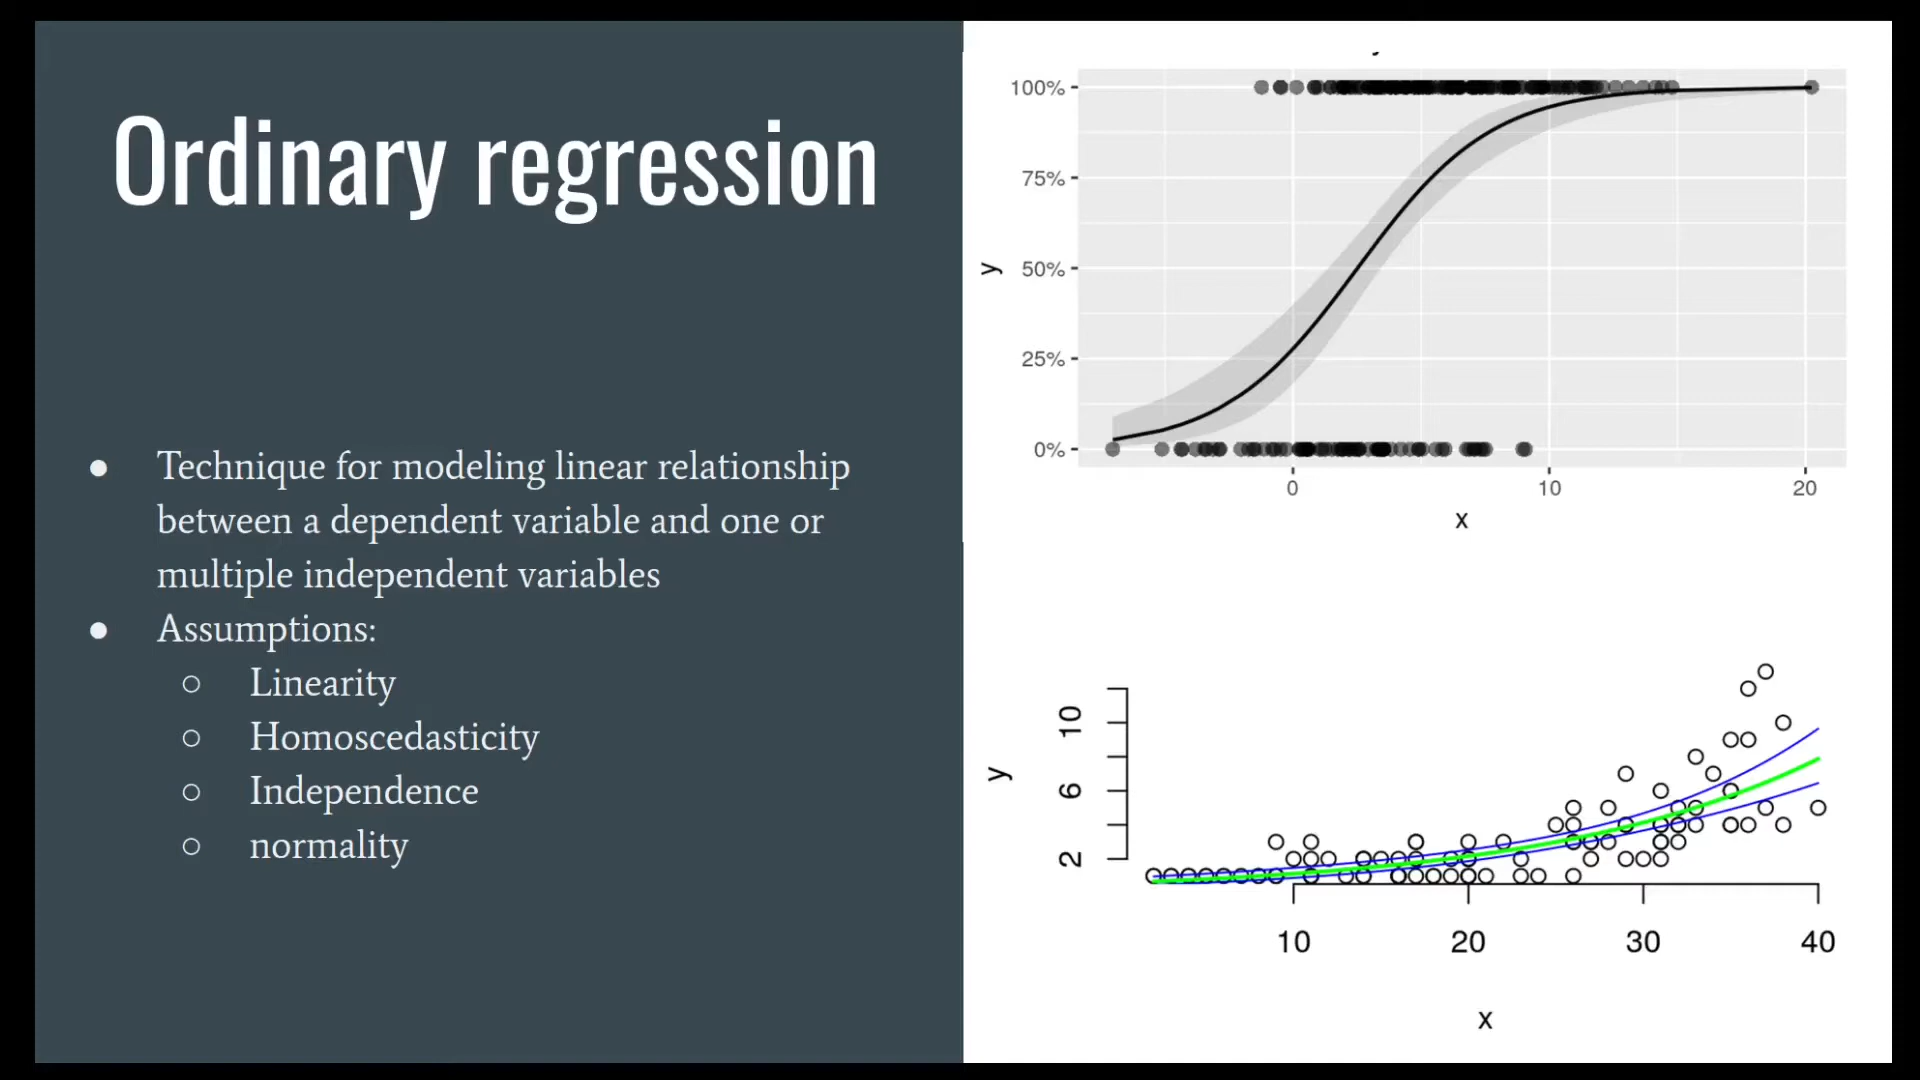 Ordinary regression
● Technique for modeling linear relationship
between a dependent variable and one or
multiple independent variables
● Assumptions:
○ Linearity
○ Homoscedasticity
○ Independence
○ normality
100%
75%
50%
25%
0%
y
0 10 20
x
10
6
2
y
10 20 30 40
x